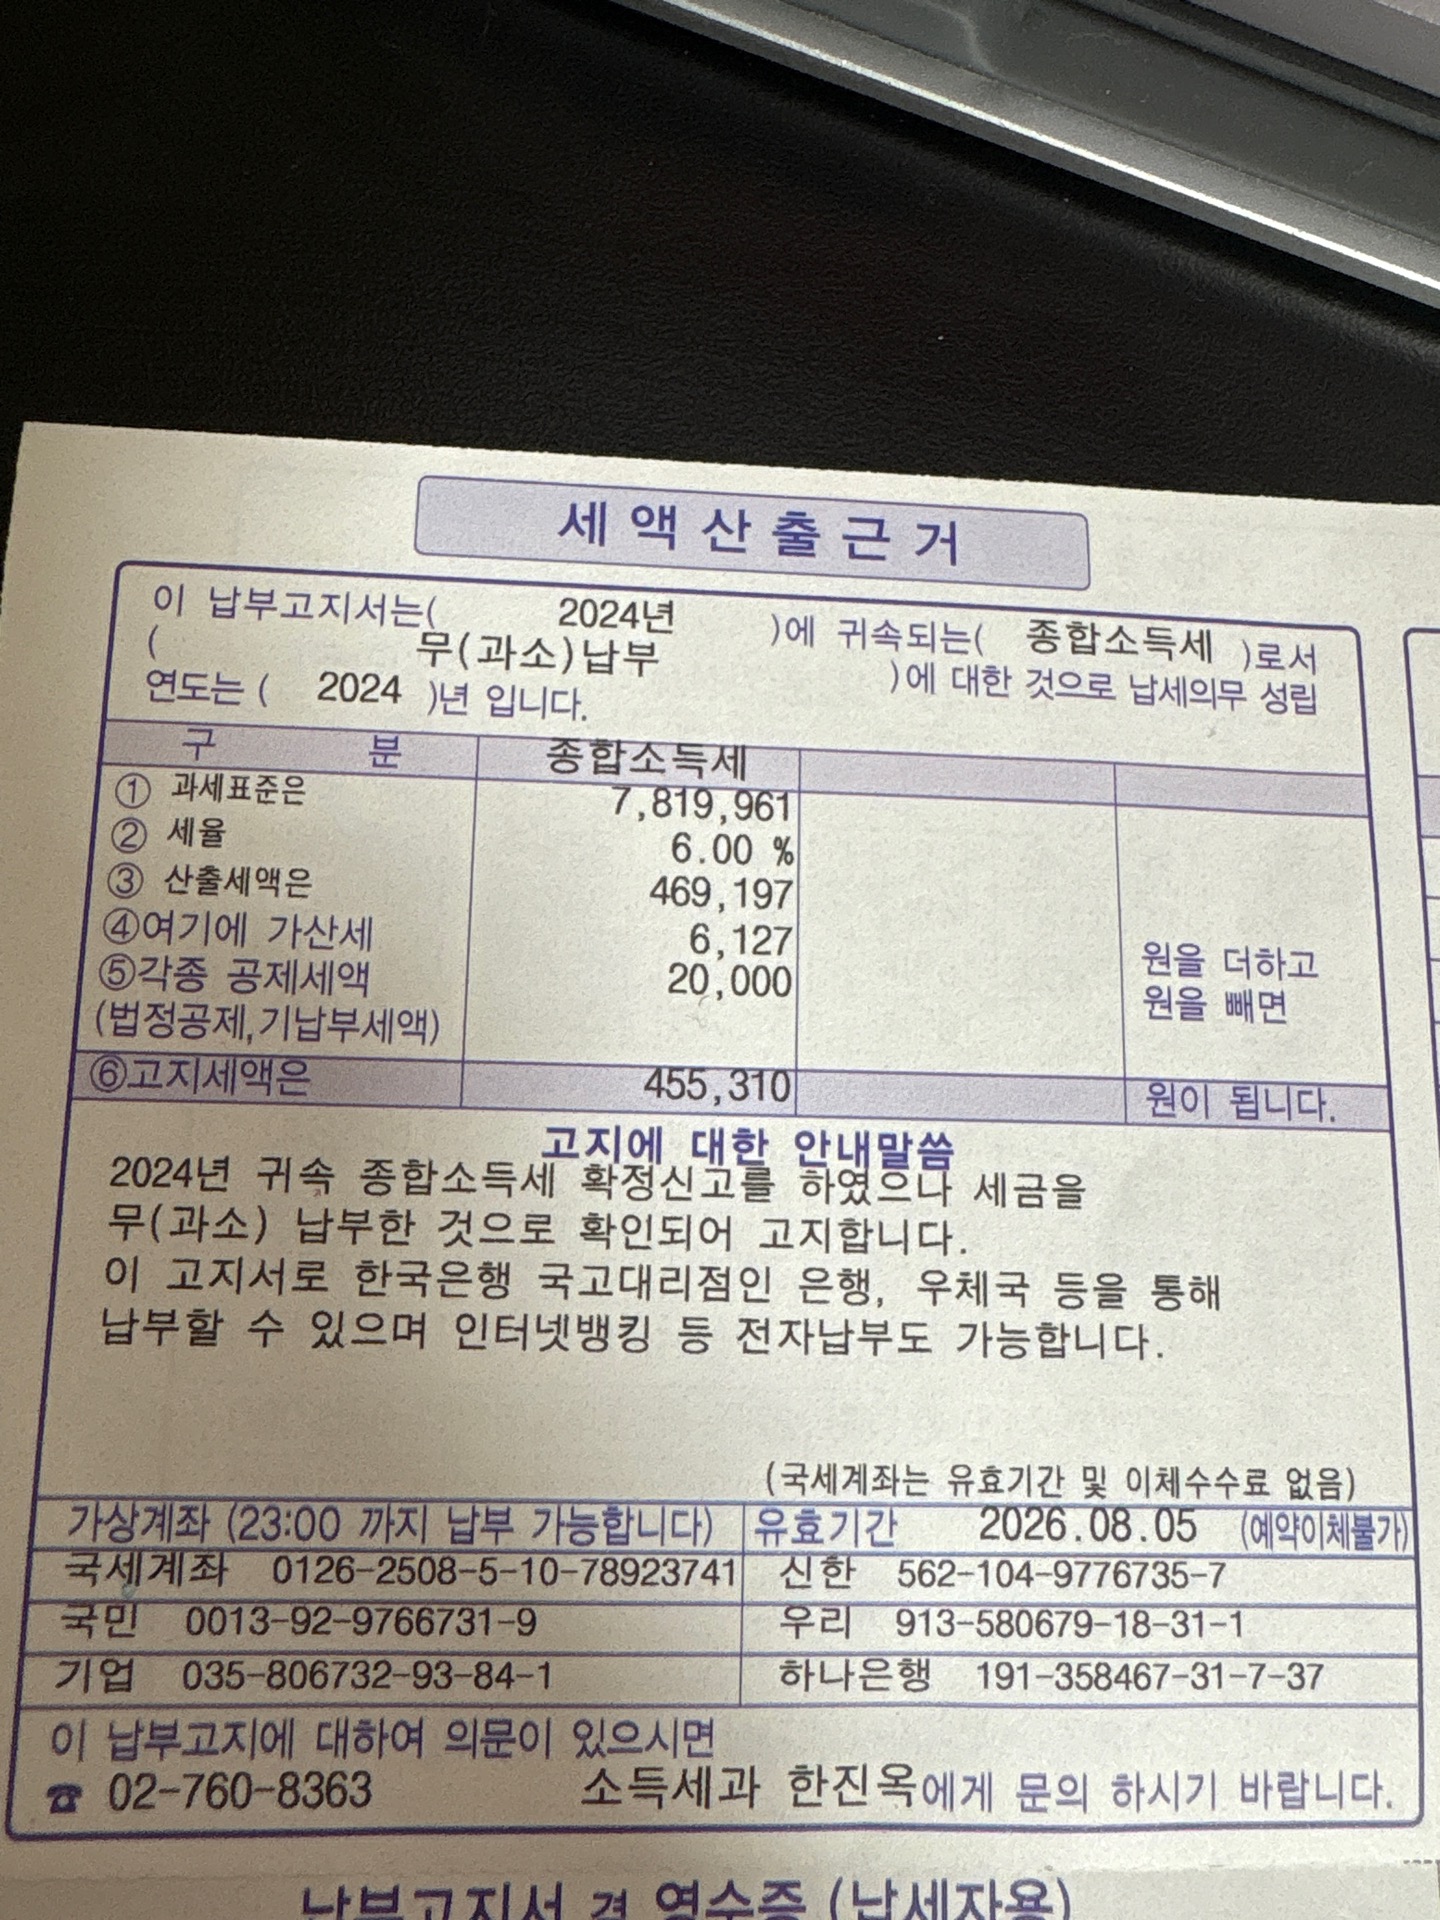 세액산출근거
이 납부고지서는( 2024년 )에 귀속되는( 종합소득세 )로서
( 무(과소)납부 )에 대한 것으로 납세의무 성립
연도는 ( 2024 )년 입니다.
구 분 종합소득세
① 과세표준은 7,819,961
② 세율 6.00 %
③ 산출세액은 469,197
④여기에 가산세 6,127 원을 더하고
⑤각종 공제세액 20,000 원을 빼면
(법정공제,기납부세액)
⑥고지세액은 455,310 원이 됩니다.
고지에 대한 안내말씀
2024년 귀속 종합소득세 확정신고를 하였으나 세금을
무(과소) 납부한 것으로 확인되어 고지합니다.
이 고지서로 한국은행 국고대리점인 은행, 우체국 등을 통해
납부할 수 있으며 인터넷뱅킹 등 전자납부도 가능합니다.
(국세계좌는 유효기간 및 이체수수료 없음)
가상계좌 (23:00 까지 납부 가능합니다) 유효기간 2026.08.05 (예약이체불가)
국세계좌 0126-2508-5-10-78923741 신한 562-104-9776735-7
국민 0013-92-9766731-9 우리 913-580679-18-31-1
기업 035-806732-93-84-1 하나은행 191-358467-31-7-37
이 납부고지에 대하여 의문이 있으시면
☎ 02-760-8363 소득세과 한진옥에게 문의 하시기 바랍니다.
납부고지서 겸 영수증 (납세자용)